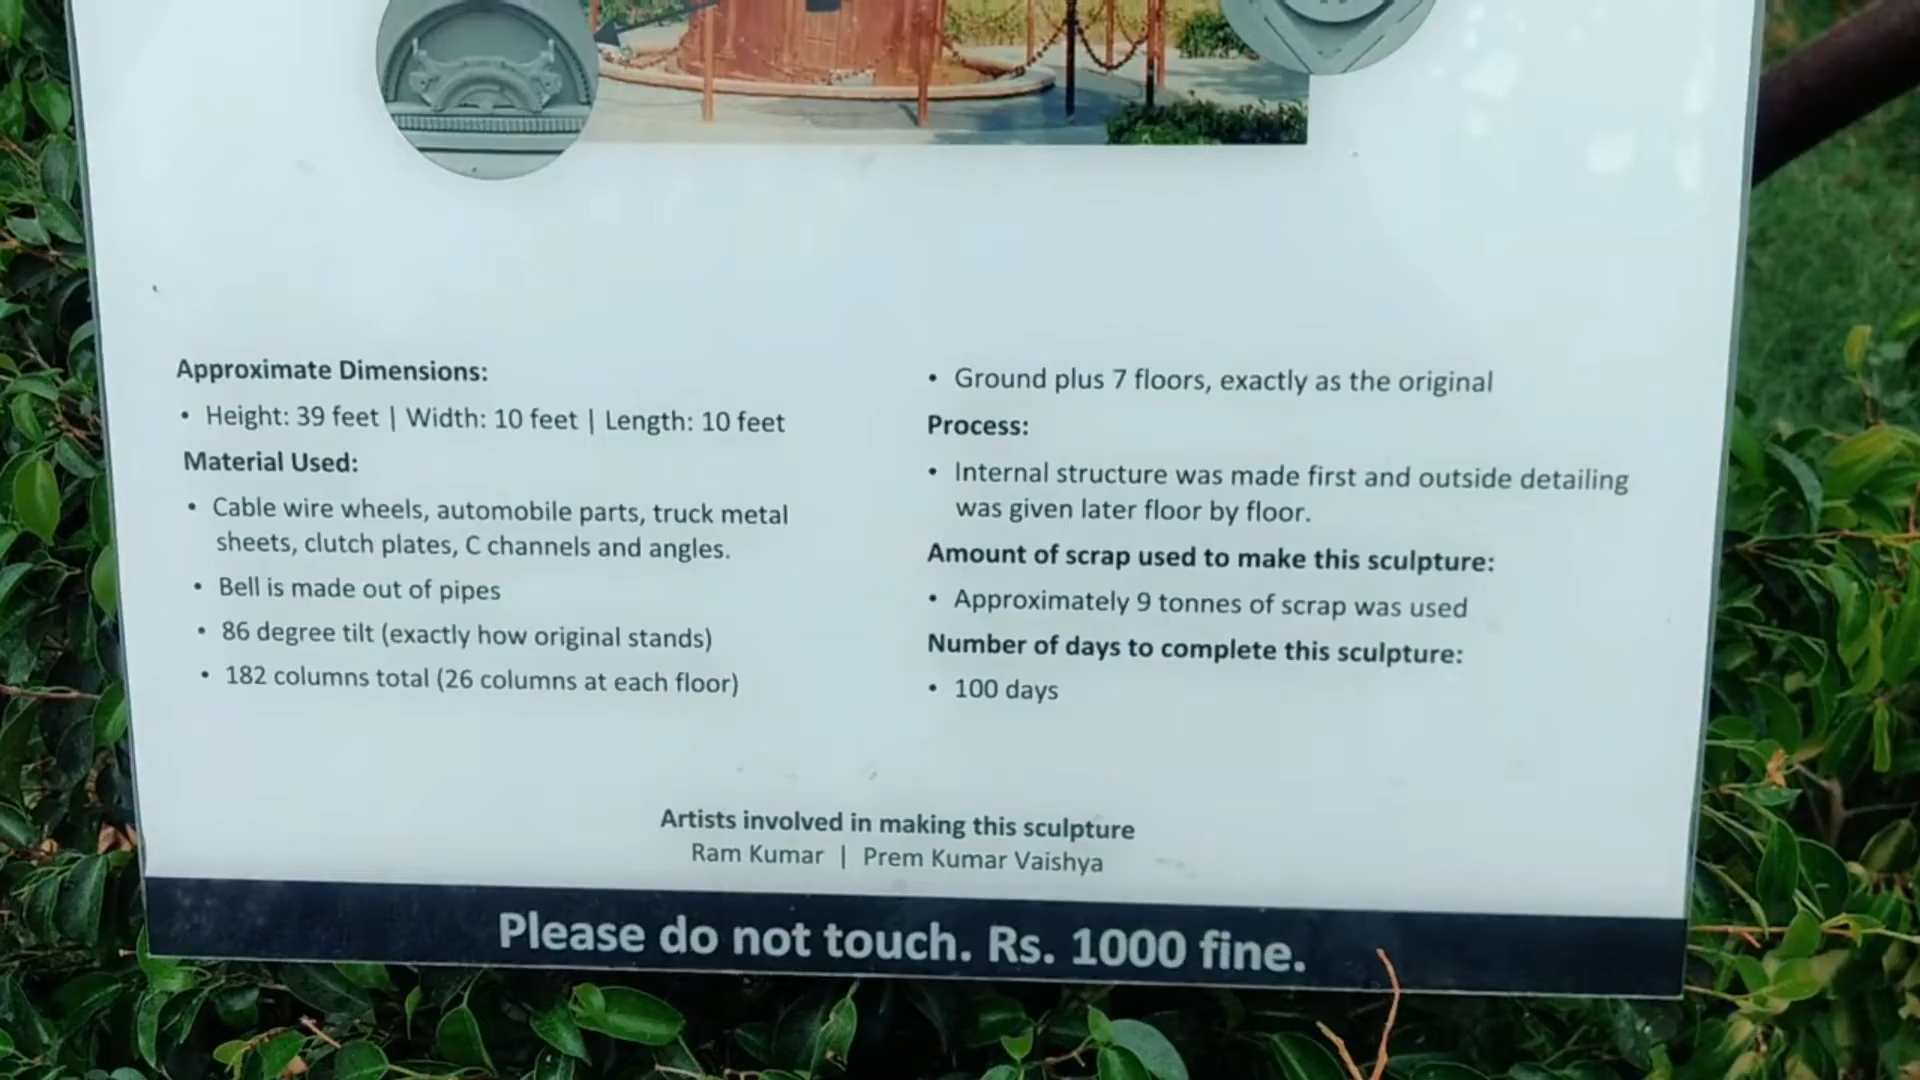 Approximate Dimensions:
• Height: 39 feet | Width: 10 feet | Length: 10 feet
Material Used:
• Cable wire wheels, automobile parts, truck metal
sheets, clutch plates, C channels and angles.
• Bell is made out of pipes
• 86 degree tilt (exactly how original stands)
• 182 columns total (26 columns at each floor)
• Ground plus 7 floors, exactly as the original
Process:
• Internal structure was made first and outside detailing
was given later floor by floor.
Amount of scrap used to make this sculpture:
• Approximately 9 tonnes of scrap was used
Number of days to complete this sculpture:
• 100 days
Artists involved in making this sculpture
Ram Kumar | Prem Kumar Vaishya
Please do not touch. Rs. 1000 fine.